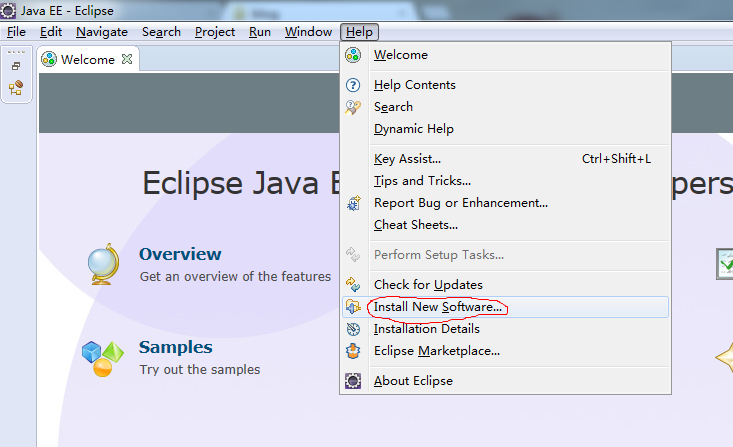 Java EE - Eclipse
File Edit Navigate Search Project Run Window Help
Welcome
Welcome
Help Contents
Search
Dynamic Help
Key Assist... Ctrl+Shift+L
Tips and Tricks...
Report Bug or Enhancement...
Cheat Sheets...
Perform Setup Tasks...
Check for Updates
Install New Software...
Installation Details
Eclipse Marketplace...
About Eclipse
Eclipse Java E pers
Overview
Get an overview of the features
Samples
Try out the samples